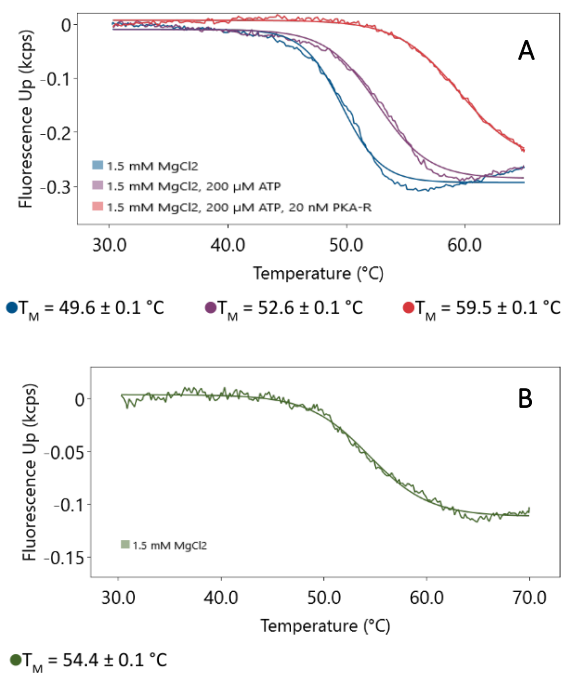 A
Fluorescence Up (kcps)
0
-0.1
-0.2
-0.3
1.5 mM MgCl2
1.5 mM MgCl2, 200 µM ATP
1.5 mM MgCl2, 200 µM ATP, 20 nM PKA-R
30.0 40.0 50.0 60.0
Temperature (°C)
TM = 49.6 ± 0.1 °C TM = 52.6 ± 0.1 °C TM = 59.5 ± 0.1 °C
B
Fluorescence Up (kcps)
0
-0.05
-0.1
-0.15
1.5 mM MgCl2
30.0 40.0 50.0 60.0 70.0
Temperature (°C)
TM = 54.4 ± 0.1 °C